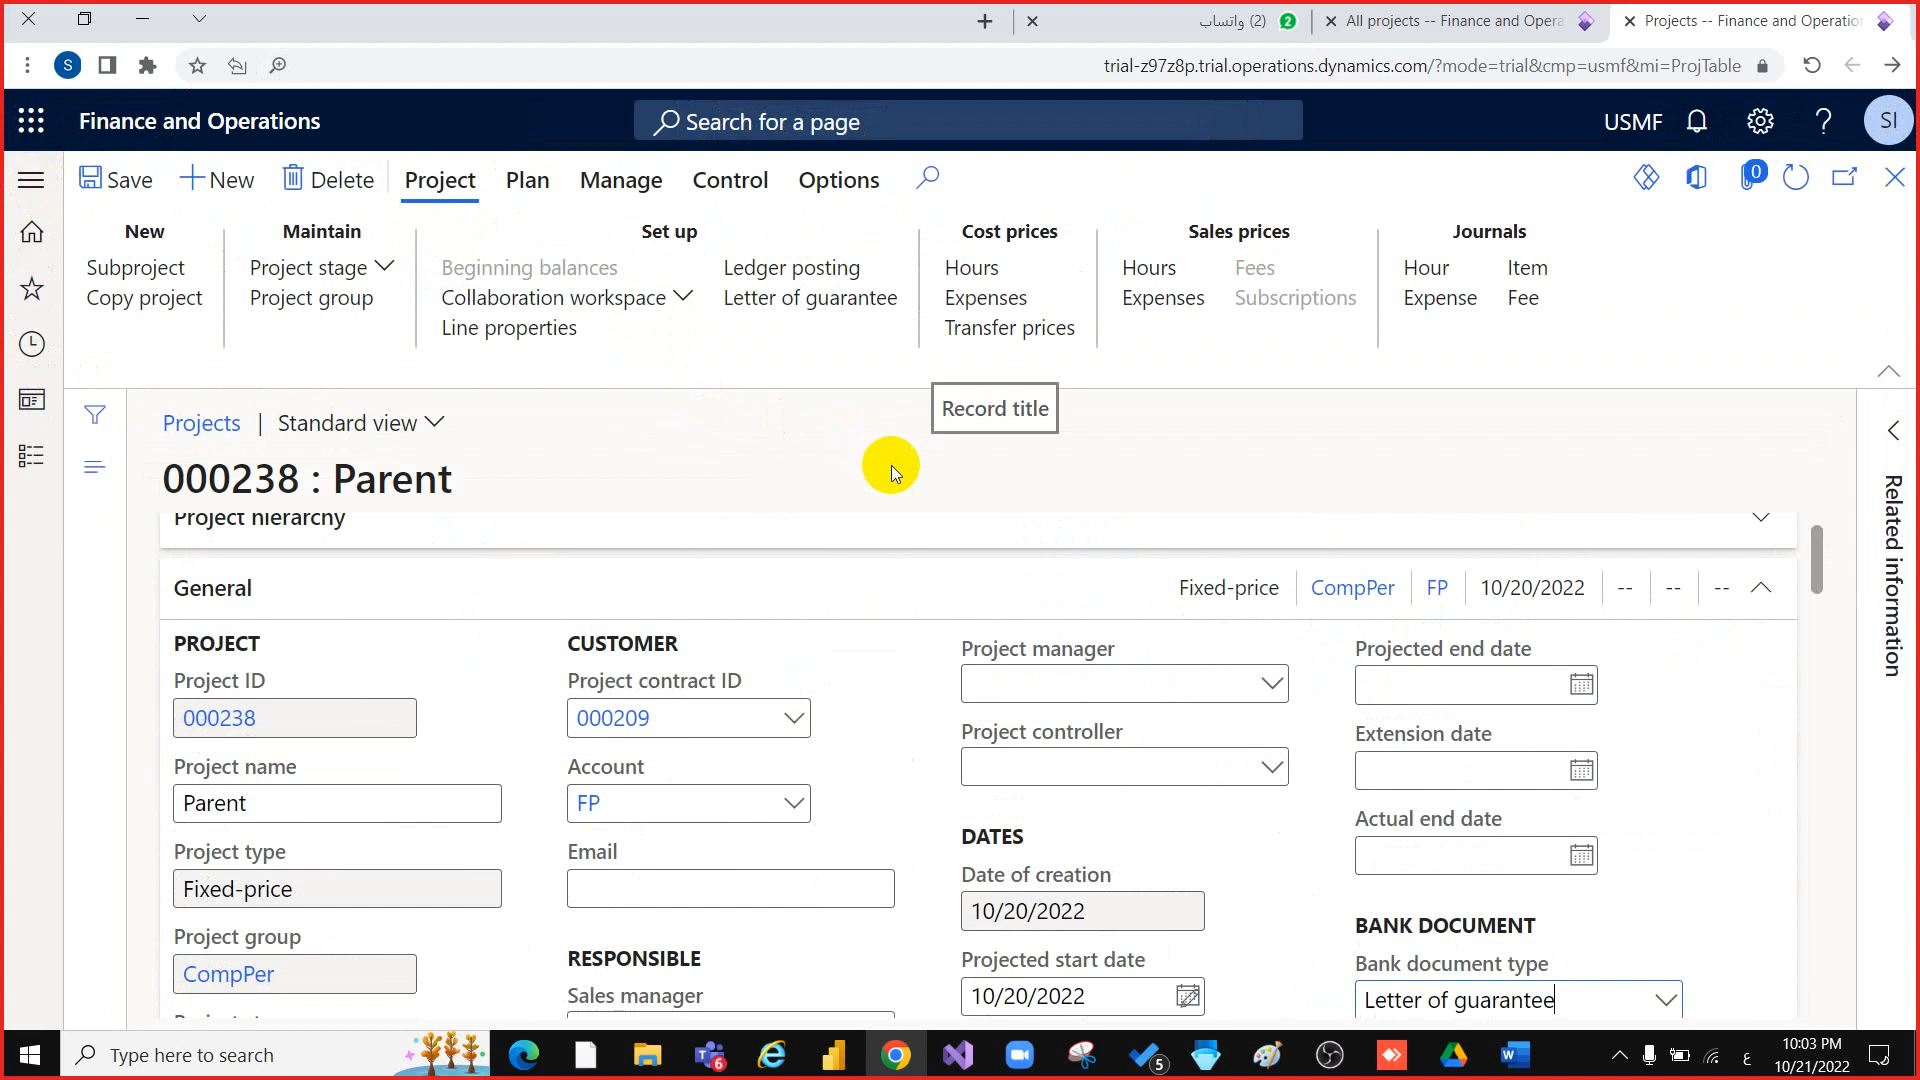 (2) واتساب
2
All projects -- Finance and Opera
Projects -- Finance and Operation
S
trial-z97z8p.trial.operations.dynamics.com/?mode=trial&cmp=usmf&mi=ProjTable
Finance and Operations
Search for a page
USMF
?
SI
Save
New
Delete
Project
Plan
Manage
Control
Options
0
New
Subproject
Copy project
Maintain
Project stage
Project group
Set up
Beginning balances
Collaboration workspace
Line properties
Ledger posting
Letter of guarantee
Cost prices
Hours
Expenses
Transfer prices
Sales prices
Hours
Expenses
Fees
Subscriptions
Journals
Hour
Expense
Item
Fee
Projects | Standard view
Record title
000238 : Parent
Related information
Project hierarchy
General
Fixed-price
CompPer
FP
10/20/2022
--
--
--
PROJECT
Project ID
000238
Project name
Parent
Project type
Fixed-price
Project group
CompPer
CUSTOMER
Project contract ID
000209
Account
FP
Email
RESPONSIBLE
Sales manager
Project manager
Project controller
DATES
Date of creation
10/20/2022
Projected start date
10/20/2022
Projected end date
Extension date
Actual end date
BANK DOCUMENT
Bank document type
Letter of guarantee
Type here to search
6
5
ع
10:03 PM
10/21/2022